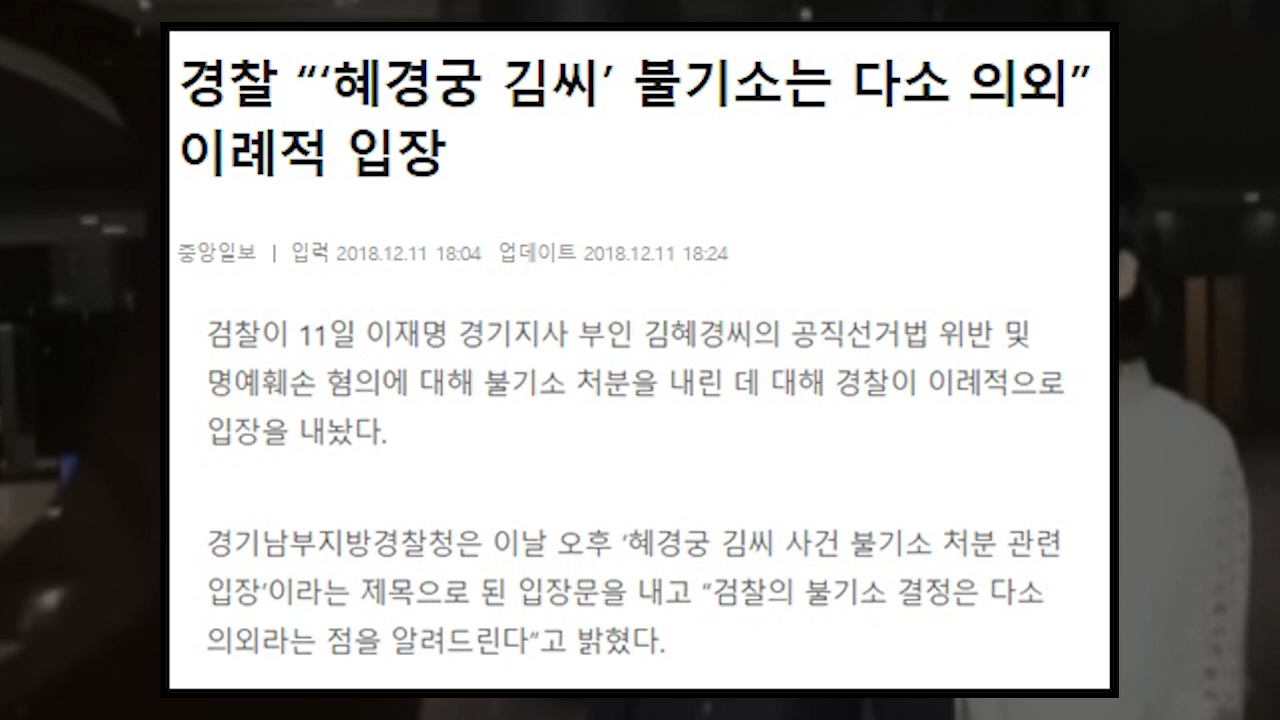 경찰 “‘혜경궁 김씨’ 불기소는 다소 의외”
이례적 입장
중앙일보 | 입력 2018.12.11 18:04 업데이트 2018.12.11 18:24
검찰이 11일 이재명 경기지사 부인 김혜경씨의 공직선거법 위반 및
명예훼손 혐의에 대해 불기소 처분을 내린 데 대해 경찰이 이례적으로
입장을 내놨다.
경기남부지방경찰청은 이날 오후 ‘혜경궁 김씨 사건 불기소 처분 관련
입장’이라는 제목으로 된 입장문을 내고 “검찰의 불기소 결정은 다소
의외라는 점을 알려드린다”고 밝혔다.